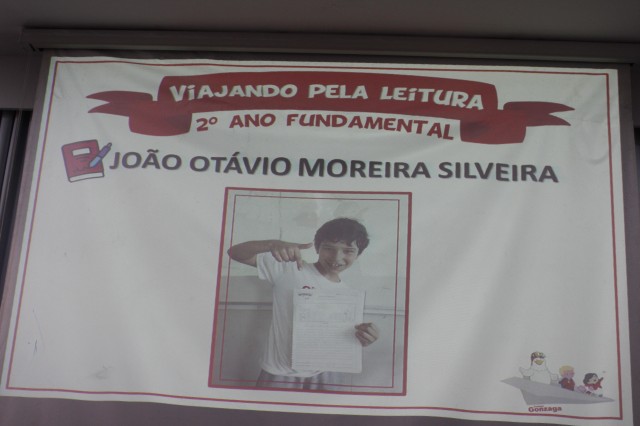 VIAJANDO PELA LEITURA
2º ANO FUNDAMENTAL
JOÃO OTÁVIO MOREIRA SILVEIRA
Gonzaga